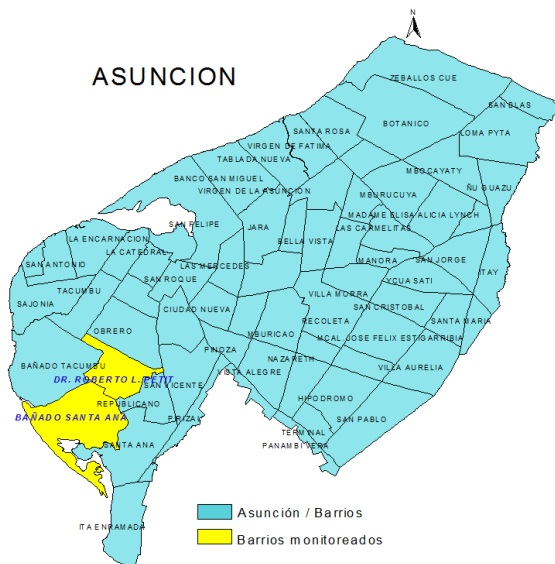 N
ASUNCION
ZEBALLOS CUE
SAN BLAS
BOTANICO
SANTA ROSA
LOMA PYTA
VIRGEN DE FATIMA
TABLADA NUEVA
MBOCAYATY
BANCO SAN MIGUEL
ÑU GUAZU
VIRGEN DE LA ASUNCION
MBURUCUYA
MADAME ELISA ALICIA LYNCH
SAN FELIPE
JARA
LAS CARMELITAS
LA ENCARNACION
BELLA VISTA
LA CATEDRAL
SAN ANTONIO
LAS MERCEDES
MANORA
SAN JORGE
ITAY
SAN ROQUE
YCUA SATI
TACUMBU
VILLA MORRA
SAJONIA
CIUDAD NUEVA
SAN CRISTOBAL
RECOLETA
SANTA MARIA
OBRERO
MBURICAO
MCAL JOSE FELIX ESTIGARRIBIA
PINOZA
NAZARETH
BAÑADO TACUMBU
VISTA ALEGRE
VILLA AURELIA
DR. ROBERTO L. PETIT
SAN VICENTE
HIPODROMO
REPUBLICANO
BAÑADO SANTA ANA
PIRIZAL
SAN PABLO
TERMINAL
SANTA ANA
PANAMBI VERA
Asunción / Barrios
ITA ENRAMADA
Barrios monitoreados